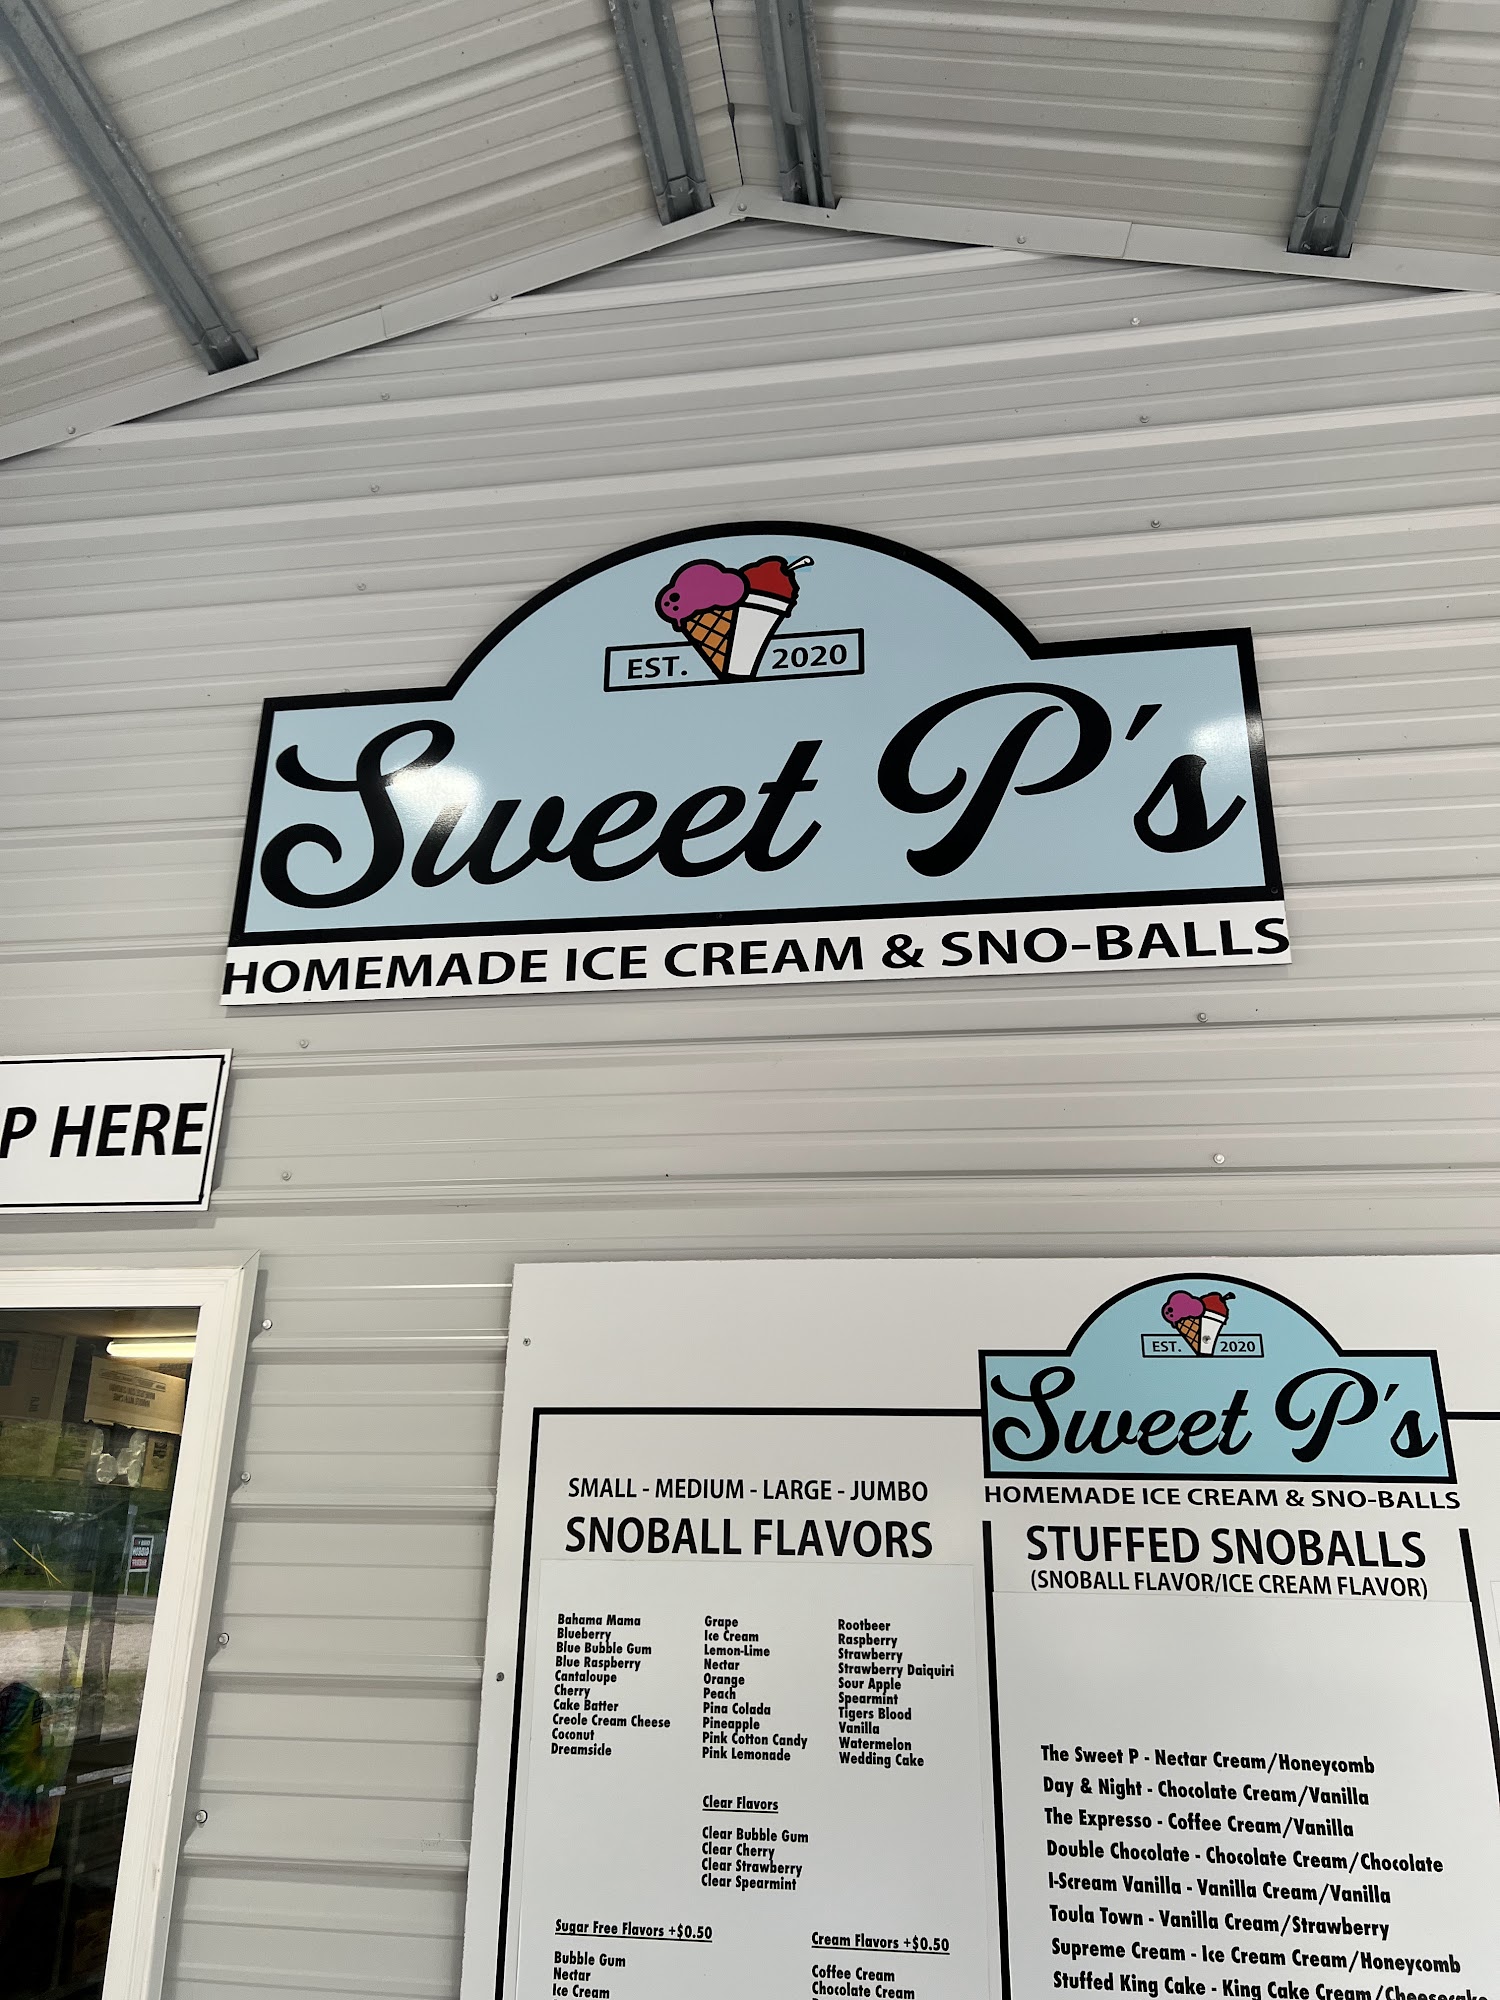 EST. 2020
Sweet P's
HOMEMADE ICE CREAM & SNO-BALLS
P HERE
EST. 2020
Sweet P's
HOMEMADE ICE CREAM & SNO-BALLS
SMALL - MEDIUM - LARGE - JUMBO
SNOBALL FLAVORS
Bahama Mama
Blueberry
Blue Bubble Gum
Blue Raspberry
Cantaloupe
Cherry
Cake Batter
Creole Cream Cheese
Coconut
Dreamsicle
Grape
Ice Cream
Lemon-Lime
Nectar
Orange
Peach
Pina Colada
Pineapple
Pink Cotton Candy
Pink Lemonade
Rootbeer
Raspberry
Strawberry
Strawberry Daiquiri
Sour Apple
Spearmint
Tigers Blood
Vanilla
Watermelon
Wedding Cake
Clear Flavors
Clear Bubble Gum
Clear Cherry
Clear Strawberry
Clear Spearmint
Sugar Free Flavors +$0.50
Bubble Gum
Nectar
Ice Cream
Cream Flavors +$0.50
Coffee Cream
Chocolate Cream
STUFFED SNOBALLS
(SNOBALL FLAVOR/ICE CREAM FLAVOR)
The Sweet P - Nectar Cream/Honeycomb
Day & Night - Chocolate Cream/Vanilla
The Expresso - Coffee Cream/Vanilla
Double Chocolate - Chocolate Cream/Chocolate
I-Scream Vanilla - Vanilla Cream/Vanilla
Toula Town - Vanilla Cream/Strawberry
Supreme Cream - Ice Cream Cream/Honeycomb
Stuffed King Cake - King Cake Cream/Cheesecake